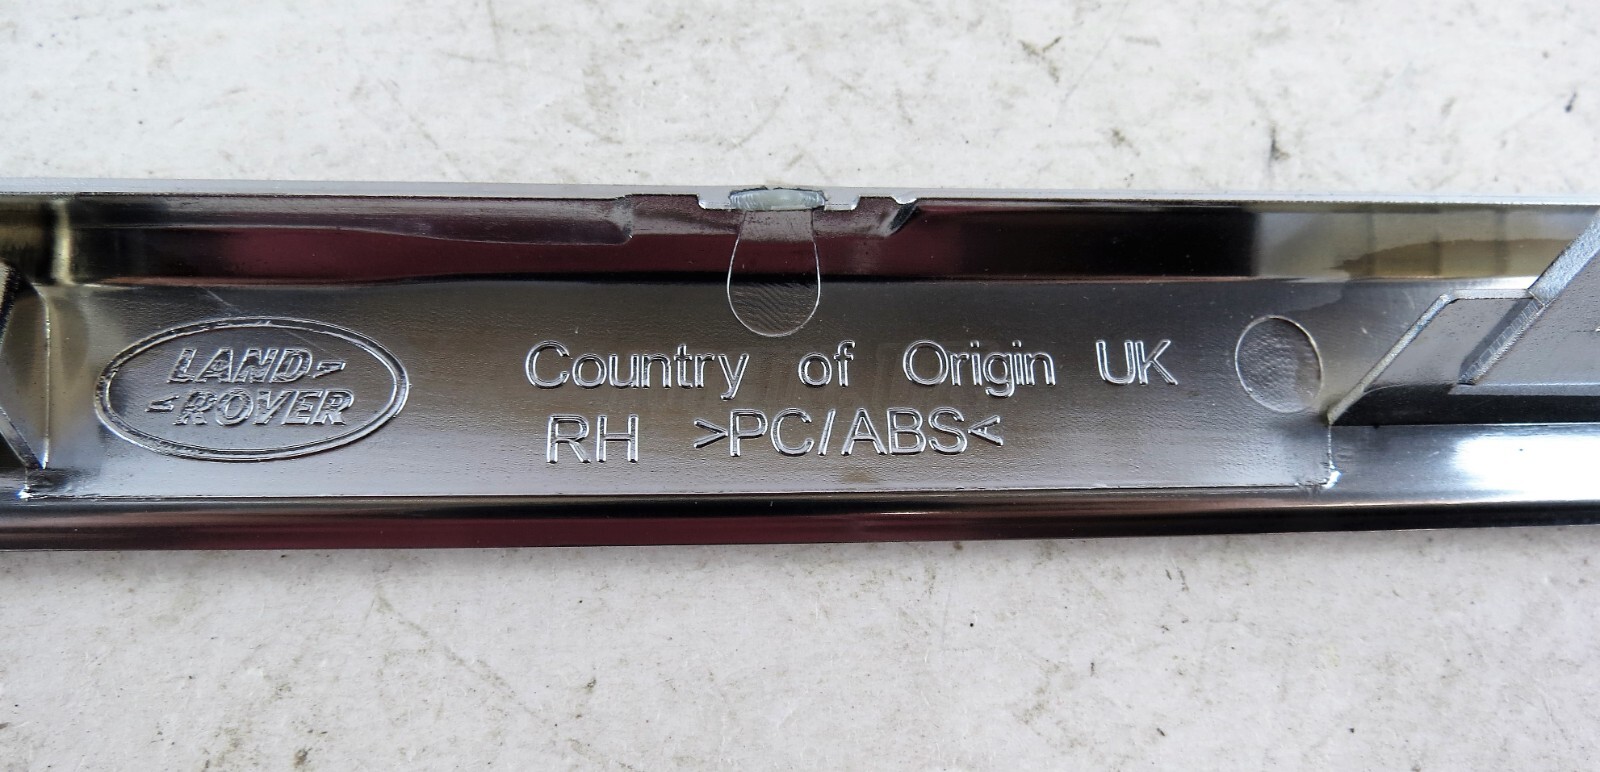 LAND-
-ROVER
Country of Origin UK
RH >PC/ABS<